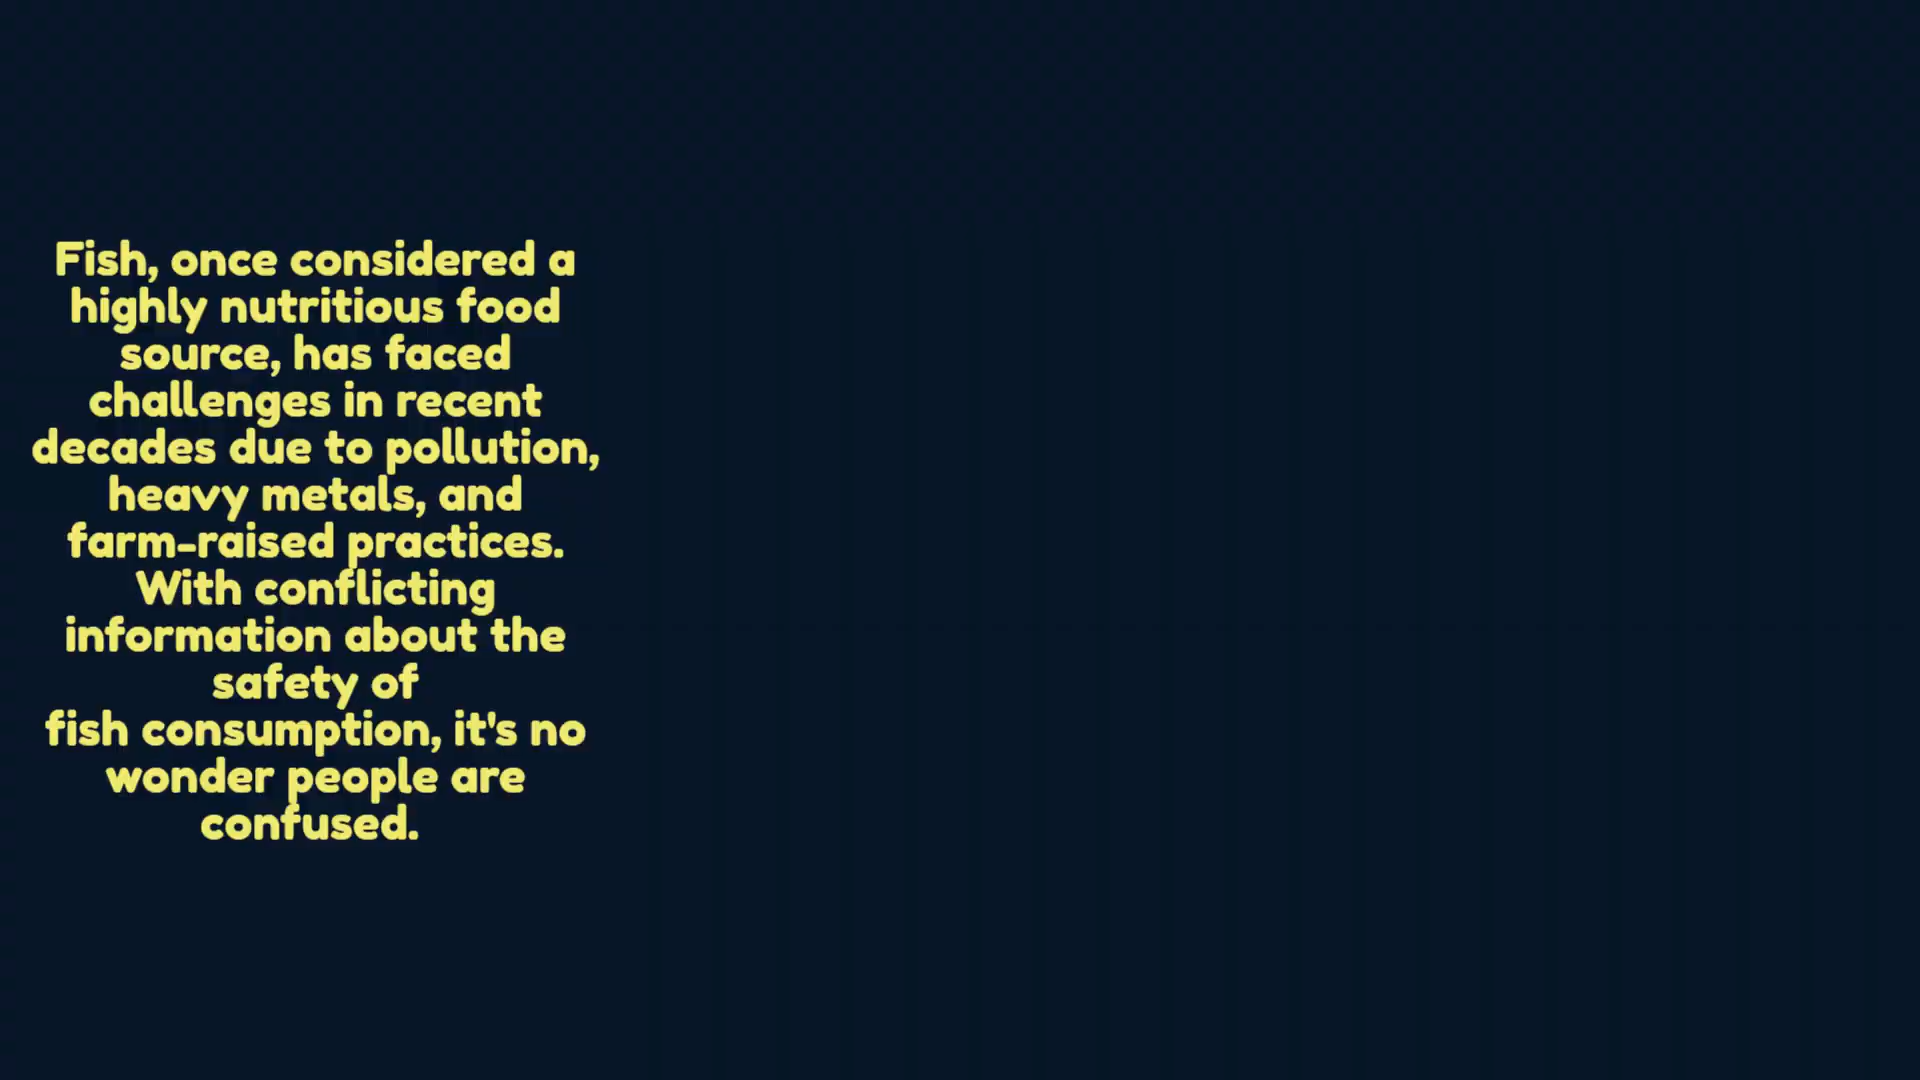 Fish, once considered a
highly nutritious food
source, has faced
challenges in recent
decades due to pollution,
heavy metals, and
farm-raised practices.
With conflicting
information about the
safety of
fish consumption, it's no
wonder people are
confused.